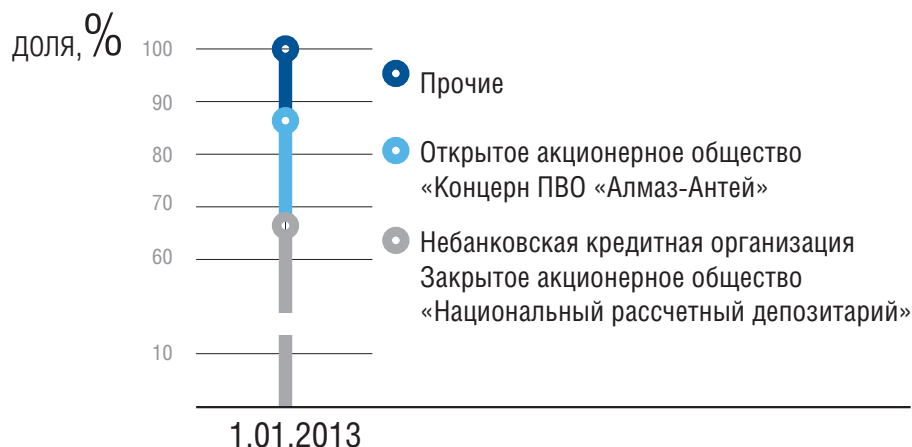 доля,%
100
90
80
70
60
10
1.01.2013
Прочие
Открытое акционерное общество
«Концерн ПВО «Алмаз-Антей»
Небанковская кредитная организация
Закрытое акционерное общество
«Национальный рассчетный депозитарий»